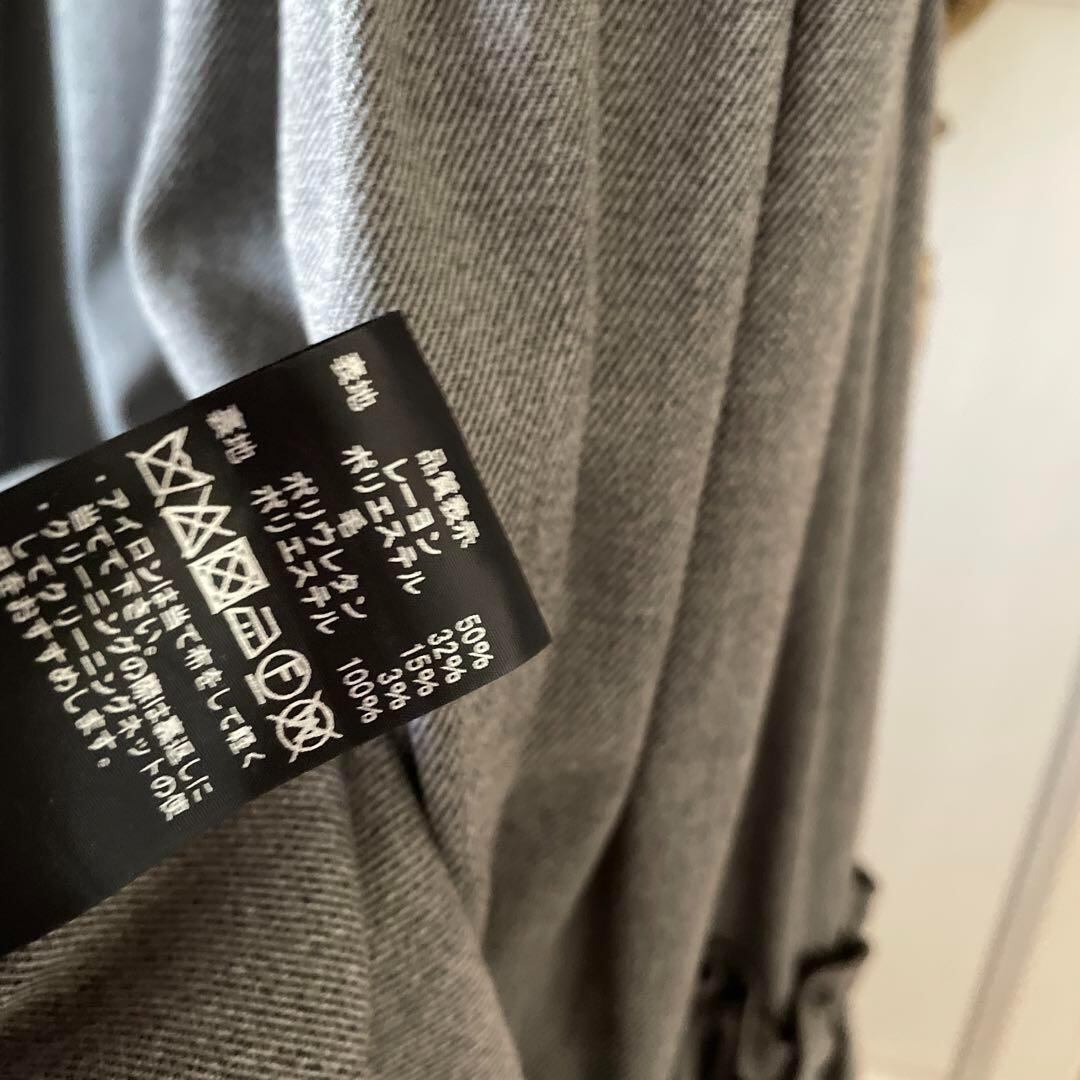 品質表示
表地 レーヨン 50%
ポリエステル 32%
毛 15%
ポリウレタン 3%
裏地 ポリエステル 100%
F
W
・アイロンは当て布をして軽く
当てて下さい。
・クリーニングの際は裏返しに
してクリーニングネットの使
用をおすすめします。